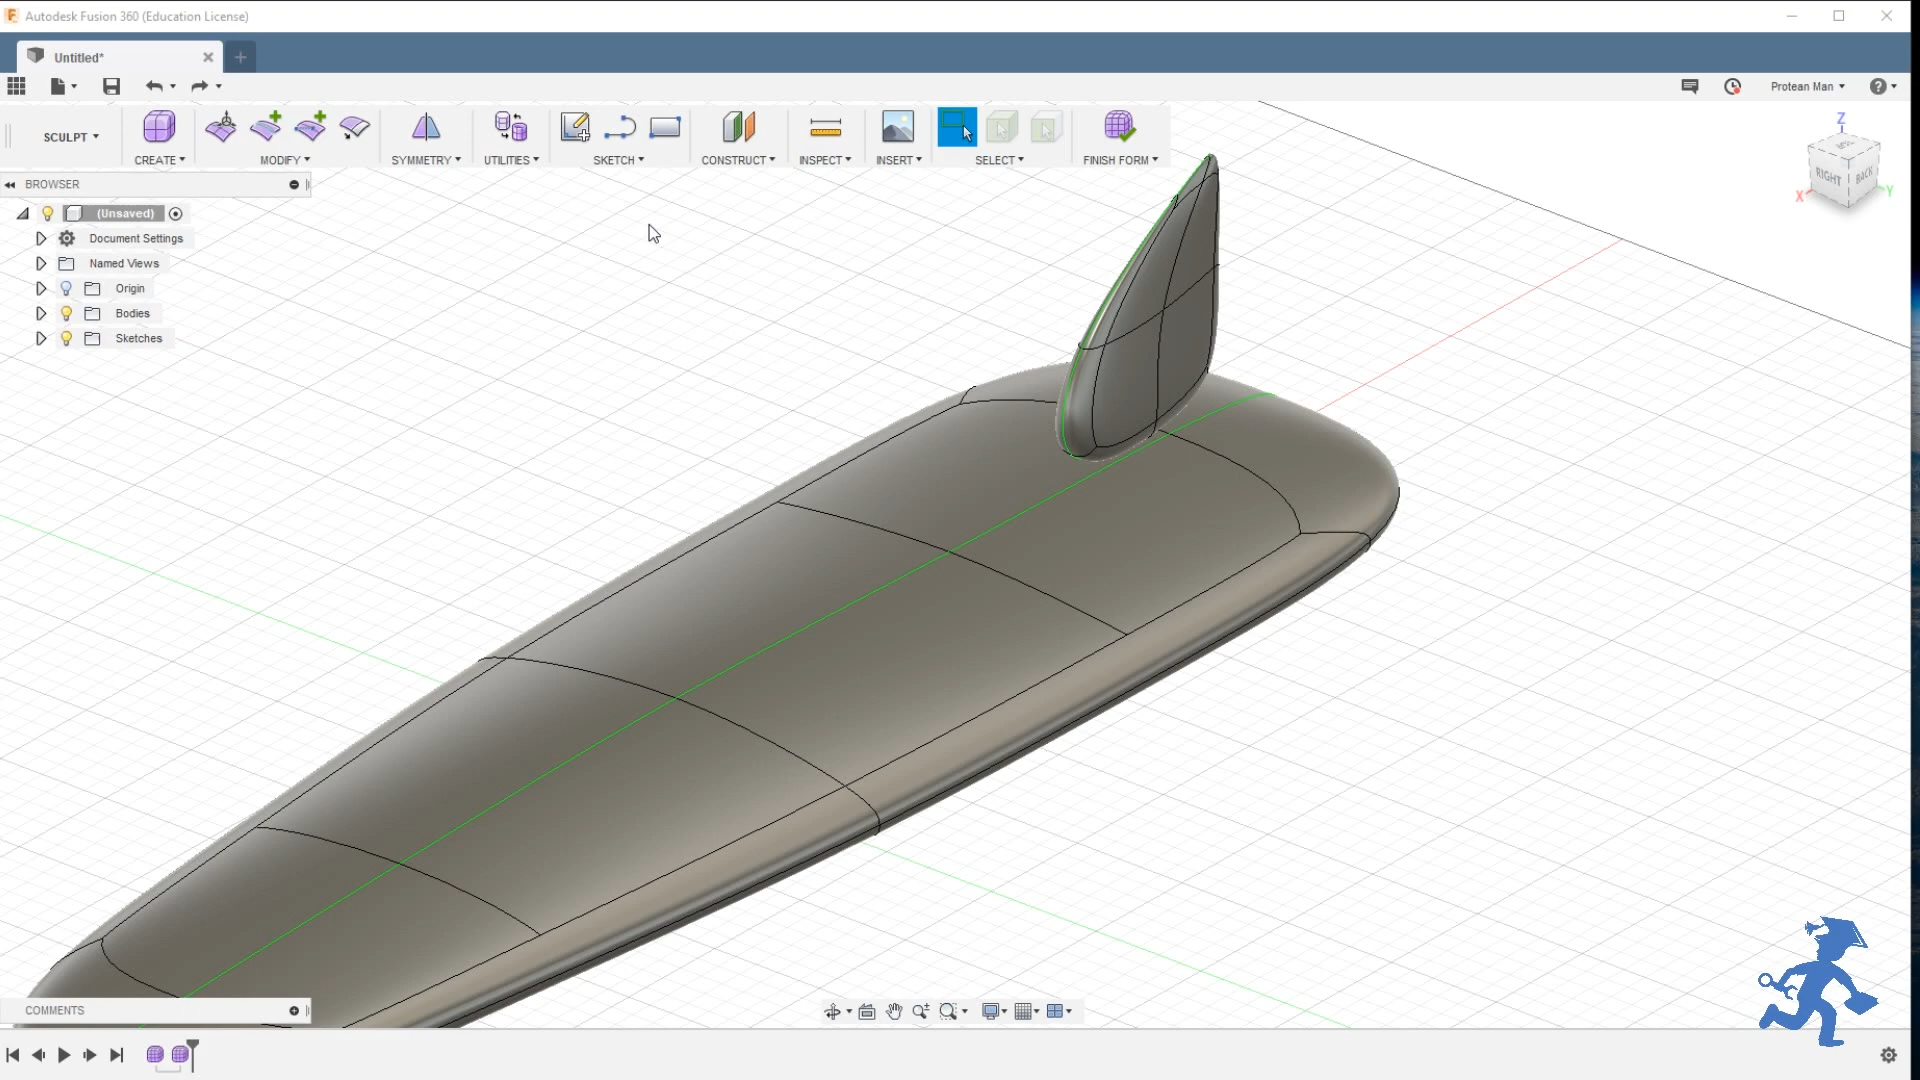 Autodesk Fusion 360 (Education License)
Untitled*
Protean Man
SCULPT
CREATE
MODIFY
SYMMETRY
UTILITIES
SKETCH
CONSTRUCT
INSPECT
INSERT
SELECT
FINISH FORM
Z
RIGHT
BACK
X
Y
BROWSER
(Unsaved)
Document Settings
Named Views
Origin
Bodies
Sketches
COMMENTS